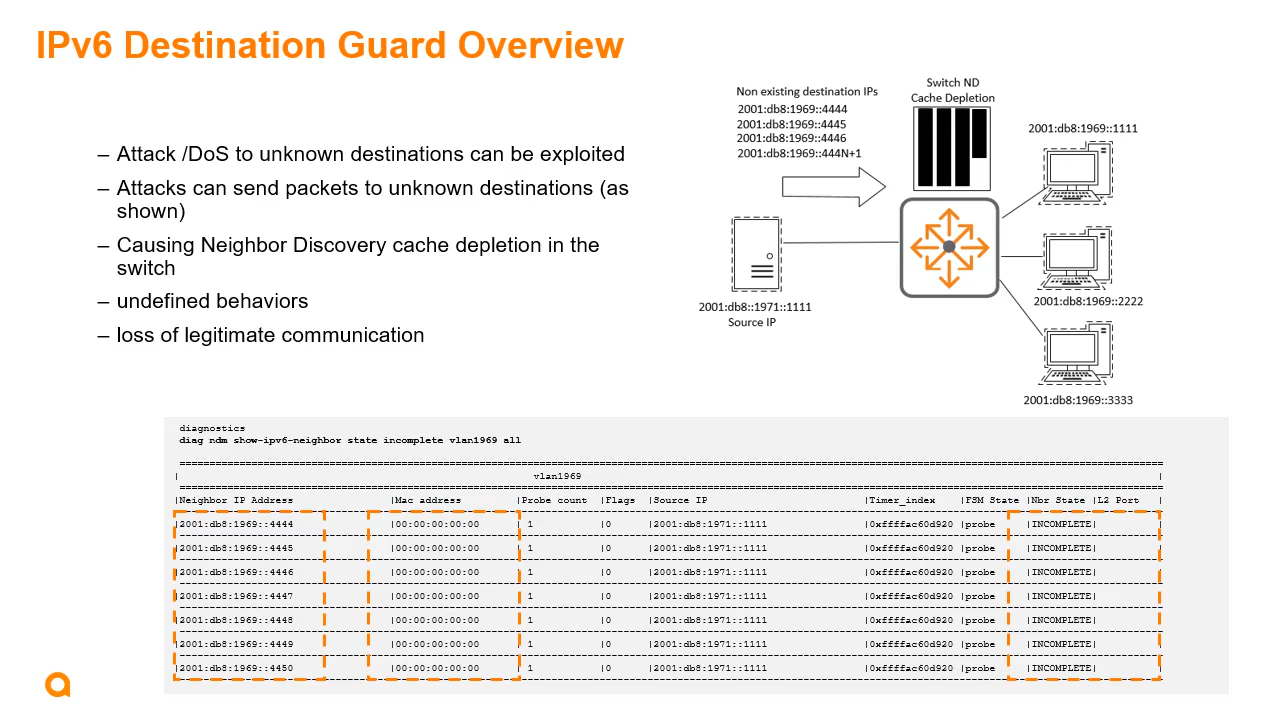 IPv6 Destination Guard Overview
– Attack /DoS to unknown destinations can be exploited
– Attacks can send packets to unknown destinations (as
shown)
– Causing Neighbor Discovery cache depletion in the
switch
– undefined behaviors
– loss of legitimate communication
Non existing destination IPs
2001:db8:1969::4444
2001:db8:1969::4445
2001:db8:1969::4446
2001:db8:1969::444N+1
Switch ND
Cache Depletion
2001:db8:1969::1111
2001:db8:1969::2222
2001:db8:1969::3333
2001:db8::1971::1111
Source IP
diagnostics
diag ndm show-ipv6-neighbor state incomplete vlan1969 all
| vlan1969 |
|Neighbor IP Address |Mac address |Probe count |Flags |Source IP |Timer_index |FSM State |Nbr State |L2 Port |
|2001:db8:1969::4444 |00:00:00:00:00 | 1 |0 |2001:db8:1971::1111 |0xffffac60d920 |probe |INCOMPLETE| |
|2001:db8:1969::4445 |00:00:00:00:00 | 1 |0 |2001:db8:1971::1111 |0xffffac60d920 |probe |INCOMPLETE| |
|2001:db8:1969::4446 |00:00:00:00:00 | 1 |0 |2001:db8:1971::1111 |0xffffac60d920 |probe |INCOMPLETE| |
|2001:db8:1969::4447 |00:00:00:00:00 | 1 |0 |2001:db8:1971::1111 |0xffffac60d920 |probe |INCOMPLETE| |
|2001:db8:1969::4448 |00:00:00:00:00 | 1 |0 |2001:db8:1971::1111 |0xffffac60d920 |probe |INCOMPLETE| |
|2001:db8:1969::4449 |00:00:00:00:00 | 1 |0 |2001:db8:1971::1111 |0xffffac60d920 |probe |INCOMPLETE| |
|2001:db8:1969::4450 |00:00:00:00:00 | 1 |0 |2001:db8:1971::1111 |0xffffac60d920 |probe |INCOMPLETE| |